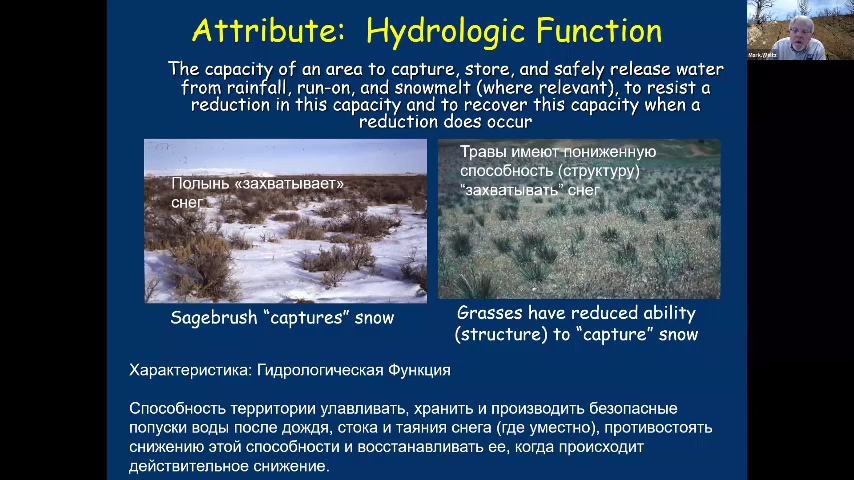 Attribute: Hydrologic Function
The capacity of an area to capture, store, and safely release water
from rainfall, run-on, and snowmelt (where relevant), to resist a
reduction in this capacity and to recover this capacity when a
reduction does occur
Полынь «захватывает»
снег
Травы имеют пониженную
способность (структуру)
"захватывать" снег
Sagebrush “captures” snow
Grasses have reduced ability
(structure) to “capture” snow
Характеристика: Гидрологическая Функция
Способность территории улавливать, хранить и производить безопасные
попуски воды после дождя, стока и таяния снега (где уместно), противостоять
снижению этой способности и восстанавливать ее, когда происходит
действительное снижение.
Mark.Weltz